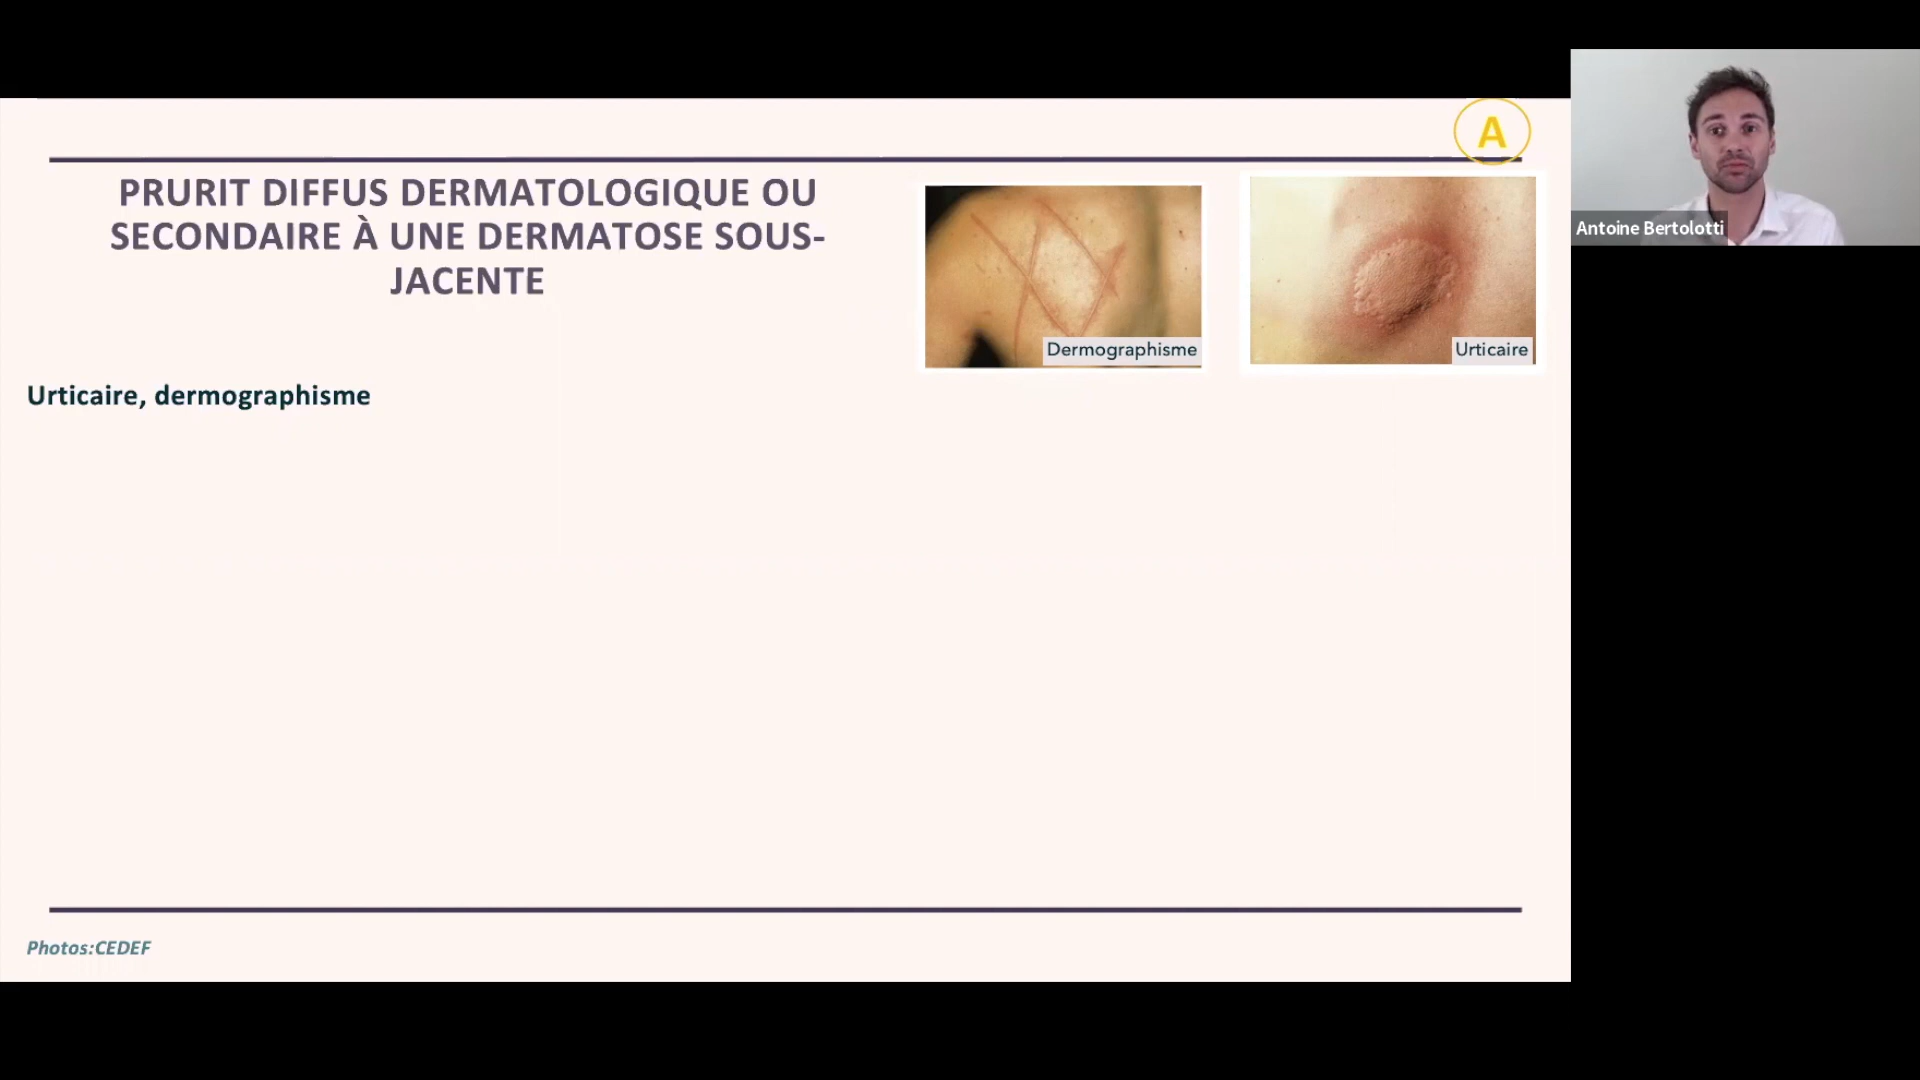 A
PRURIT DIFFUS DERMATOLOGIQUE OU
SECONDAIRE À UNE DERMATOSE SOUS-
JACENTE
Dermographisme
Urticaire
Antoine Bertolotti
Urticaire, dermographisme
Photos:CEDEF